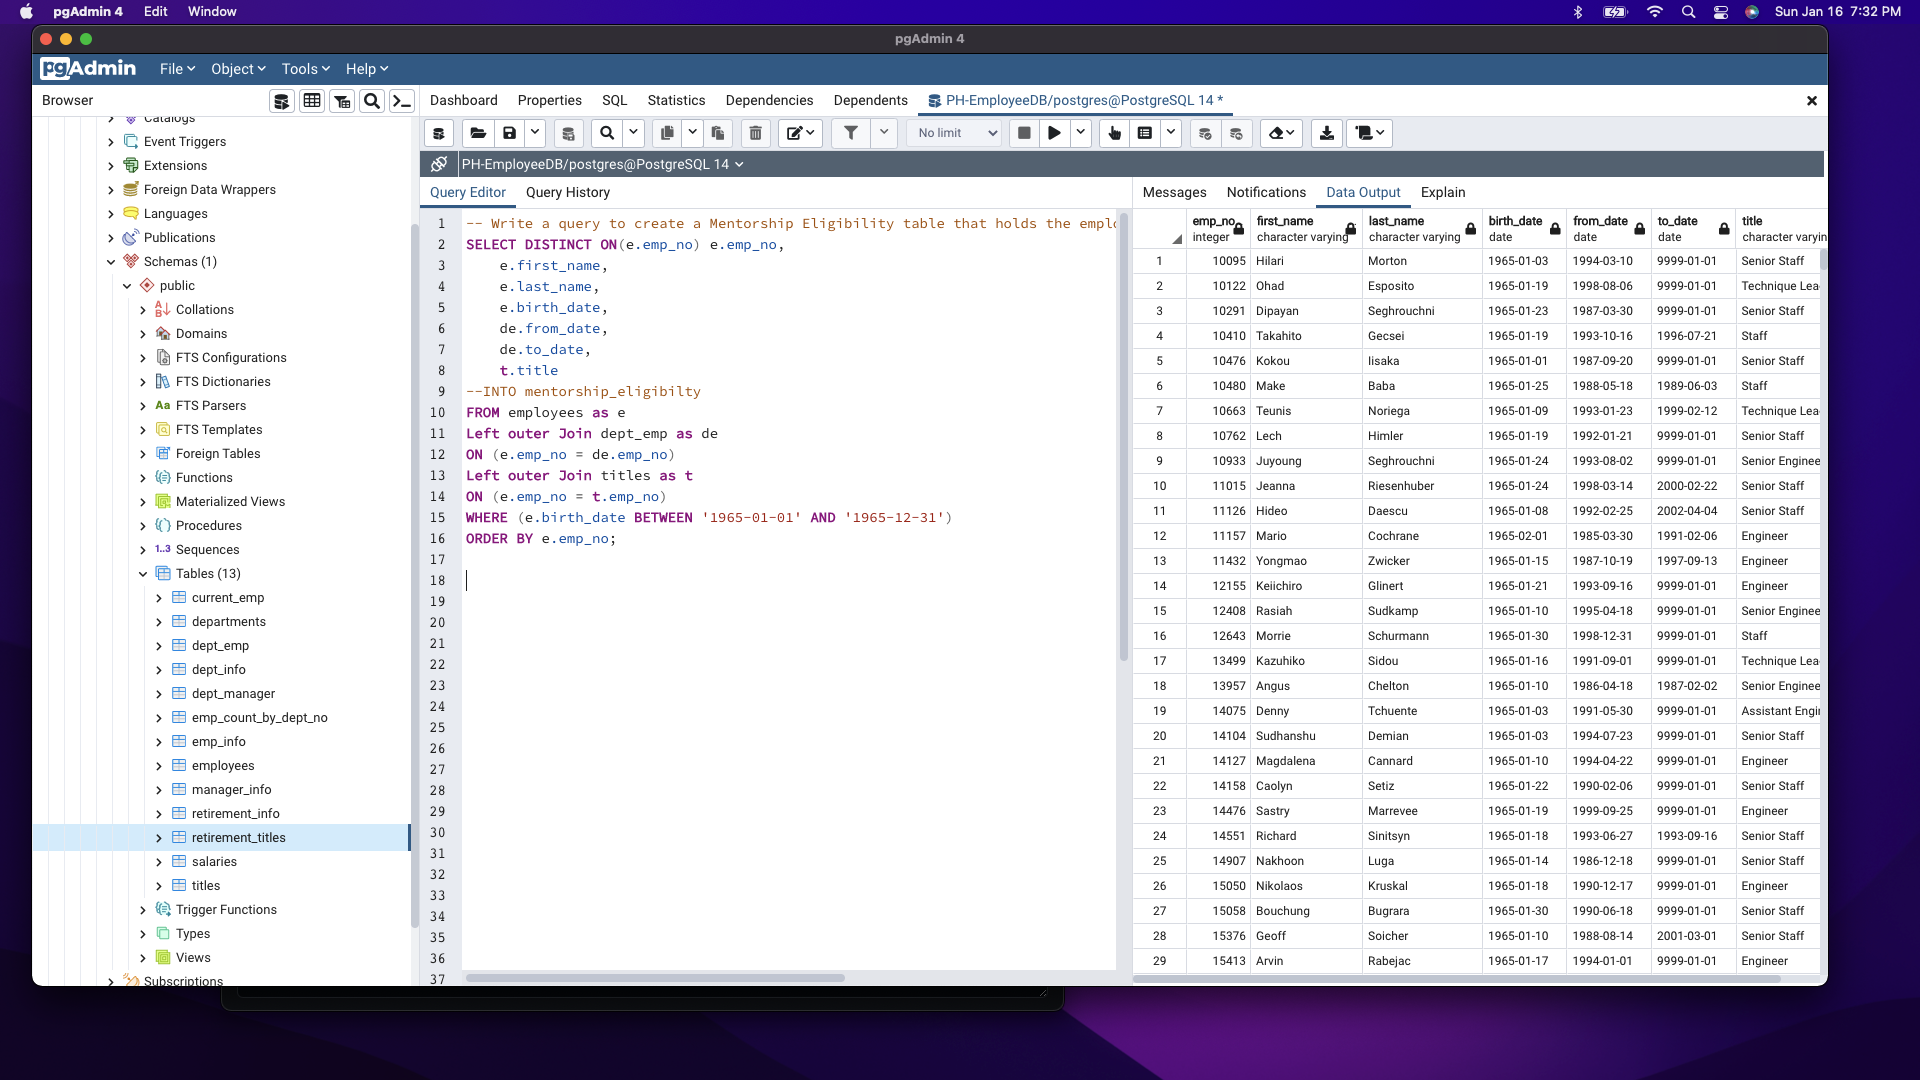 pgAdmin 4 Edit Window Sun Jan 16 7:32 PM
pgAdmin 4
pgAdmin File Object Tools Help
Browser
Dashboard Properties SQL Statistics Dependencies Dependents PH-EmployeeDB/postgres@PostgreSQL 14 *
No limit
PH-EmployeeDB/postgres@PostgreSQL 14
Catalogs
Event Triggers
Extensions
Foreign Data Wrappers
Languages
Publications
Schemas (1)
public
Collations
Domains
FTS Configurations
FTS Dictionaries
Aa FTS Parsers
FTS Templates
Foreign Tables
Functions
Materialized Views
Procedures
1..3 Sequences
Tables (13)
current_emp
departments
dept_emp
dept_info
dept_manager
emp_count_by_dept_no
emp_info
employees
manager_info
retirement_info
retirement_titles
salaries
titles
Trigger Functions
Types
Views
Subscriptions
Query Editor Query History
1 -- Write a query to create a Mentorship Eligibility table that holds the emplo
2 SELECT DISTINCT ON(e.emp_no) e.emp_no,
3 e.first_name,
4 e.last_name,
5 e.birth_date,
6 de.from_date,
7 de.to_date,
8 t.title
9 --INTO mentorship_eligibilty
10 FROM employees as e
11 Left outer Join dept_emp as de
12 ON (e.emp_no = de.emp_no)
13 Left outer Join titles as t
14 ON (e.emp_no = t.emp_no)
15 WHERE (e.birth_date BETWEEN '1965-01-01' AND '1965-12-31')
16 ORDER BY e.emp_no;
17
18
19
20
21
22
23
24
25
26
27
28
29
30
31
32
33
34
35
36
37
Messages Notifications Data Output Explain
emp_no first_name last_name birth_date from_date to_date title
integer character varying character varying date date date character varyin
1 10095 Hilari Morton 1965-01-03 1994-03-10 9999-01-01 Senior Staff
2 10122 Ohad Esposito 1965-01-19 1998-08-06 9999-01-01 Technique Lea
3 10291 Dipayan Seghrouchni 1965-01-23 1987-03-30 9999-01-01 Senior Staff
4 10410 Takahito Gecsei 1965-01-19 1993-10-16 1996-07-21 Staff
5 10476 Kokou Iisaka 1965-01-01 1987-09-20 9999-01-01 Senior Staff
6 10480 Make Baba 1965-01-25 1988-05-18 1989-06-03 Staff
7 10663 Teunis Noriega 1965-01-09 1993-01-23 1999-02-12 Technique Lea
8 10762 Lech Himler 1965-01-19 1992-01-21 9999-01-01 Senior Staff
9 10933 Juyoung Seghrouchni 1965-01-24 1993-08-02 9999-01-01 Senior Enginee
10 11015 Jeanna Riesenhuber 1965-01-24 1998-03-14 2000-02-22 Senior Staff
11 11126 Hideo Daescu 1965-01-08 1992-02-25 2002-04-04 Senior Staff
12 11157 Mario Cochrane 1965-02-01 1985-03-30 1991-02-06 Engineer
13 11432 Yongmao Zwicker 1965-01-15 1987-10-19 1997-09-13 Engineer
14 12155 Keiichiro Glinert 1965-01-21 1993-09-16 9999-01-01 Engineer
15 12408 Rasiah Sudkamp 1965-01-10 1995-04-18 9999-01-01 Senior Enginee
16 12643 Morrie Schurmann 1965-01-30 1998-12-31 9999-01-01 Staff
17 13499 Kazuhiko Sidou 1965-01-16 1991-09-01 9999-01-01 Technique Lea
18 13957 Angus Chelton 1965-01-10 1986-04-18 1987-02-02 Senior Enginee
19 14075 Denny Tchuente 1965-01-03 1991-05-30 9999-01-01 Assistant Engi
20 14104 Sudhanshu Demian 1965-01-03 1994-07-23 9999-01-01 Senior Staff
21 14127 Magdalena Cannard 1965-01-10 1994-04-22 9999-01-01 Engineer
22 14158 Caolyn Setiz 1965-01-22 1990-02-06 9999-01-01 Senior Staff
23 14476 Sastry Marrevee 1965-01-19 1999-09-25 9999-01-01 Engineer
24 14551 Richard Sinitsyn 1965-01-18 1993-06-27 1993-09-16 Senior Staff
25 14907 Nakhoon Luga 1965-01-14 1986-12-18 9999-01-01 Senior Staff
26 15050 Nikolaos Kruskal 1965-01-18 1990-12-17 9999-01-01 Engineer
27 15058 Bouchung Bugrara 1965-01-30 1990-06-18 9999-01-01 Senior Staff
28 15376 Geoff Soicher 1965-01-10 1988-08-14 2001-03-01 Senior Staff
29 15413 Arvin Rabejac 1965-01-17 1994-01-01 9999-01-01 Engineer